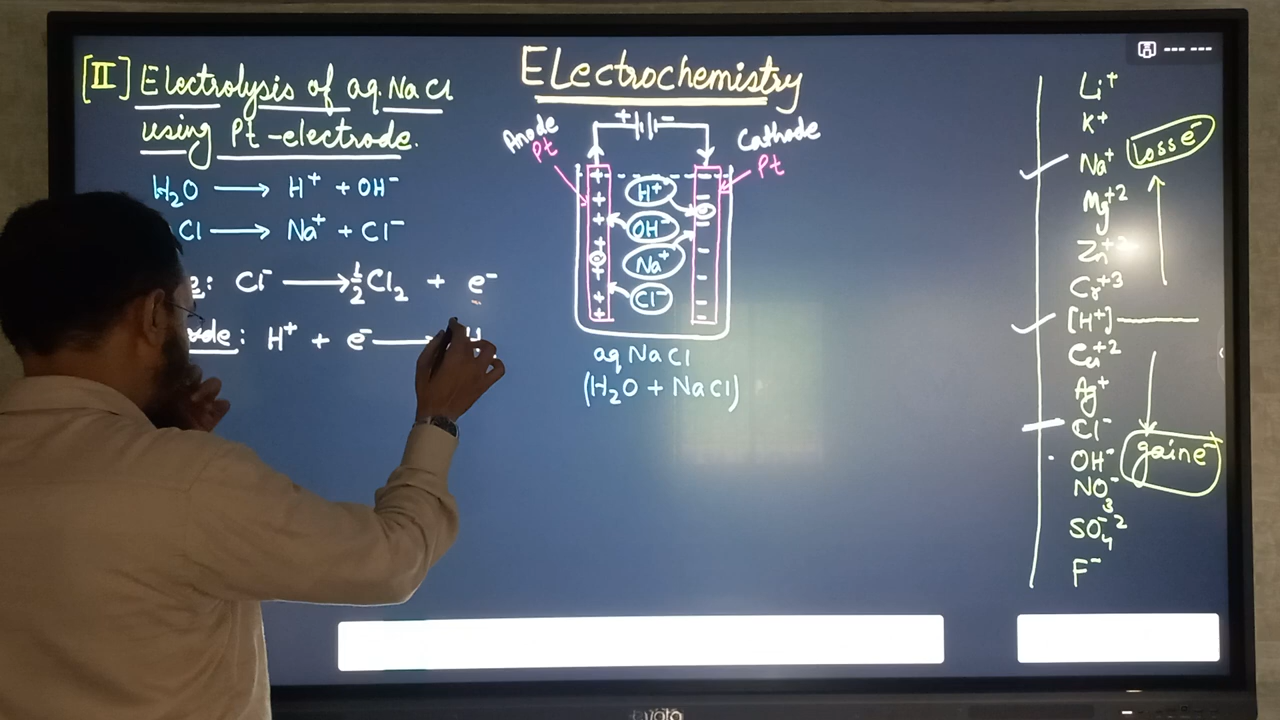 [II] Electrolysis of aq. NaCl
using Pt-electrode.
H₂O ⟶ H⁺ + OH⁻
Cl ⟶ Na⁺ + Cl⁻
e: Cl⁻ ⟶ ½Cl₂ + e⁻
ode: H⁺ + e⁻ ⟶
Electrochemistry
+ −
Anode
Pt
Cathode
Pt
H⁺
OH⁻
Na⁺
Cl⁻
aq NaCl
(H₂O + NaCl)
Li⁺
K⁺
Na⁺
Loss e⁻
Mg⁺²
Zn⁺²
Cr⁺³
[H⁺]
Cu⁺²
Ag⁺
Cl⁻
OH⁻
gain e⁻
NO₃⁻
SO₄⁻²
F⁻